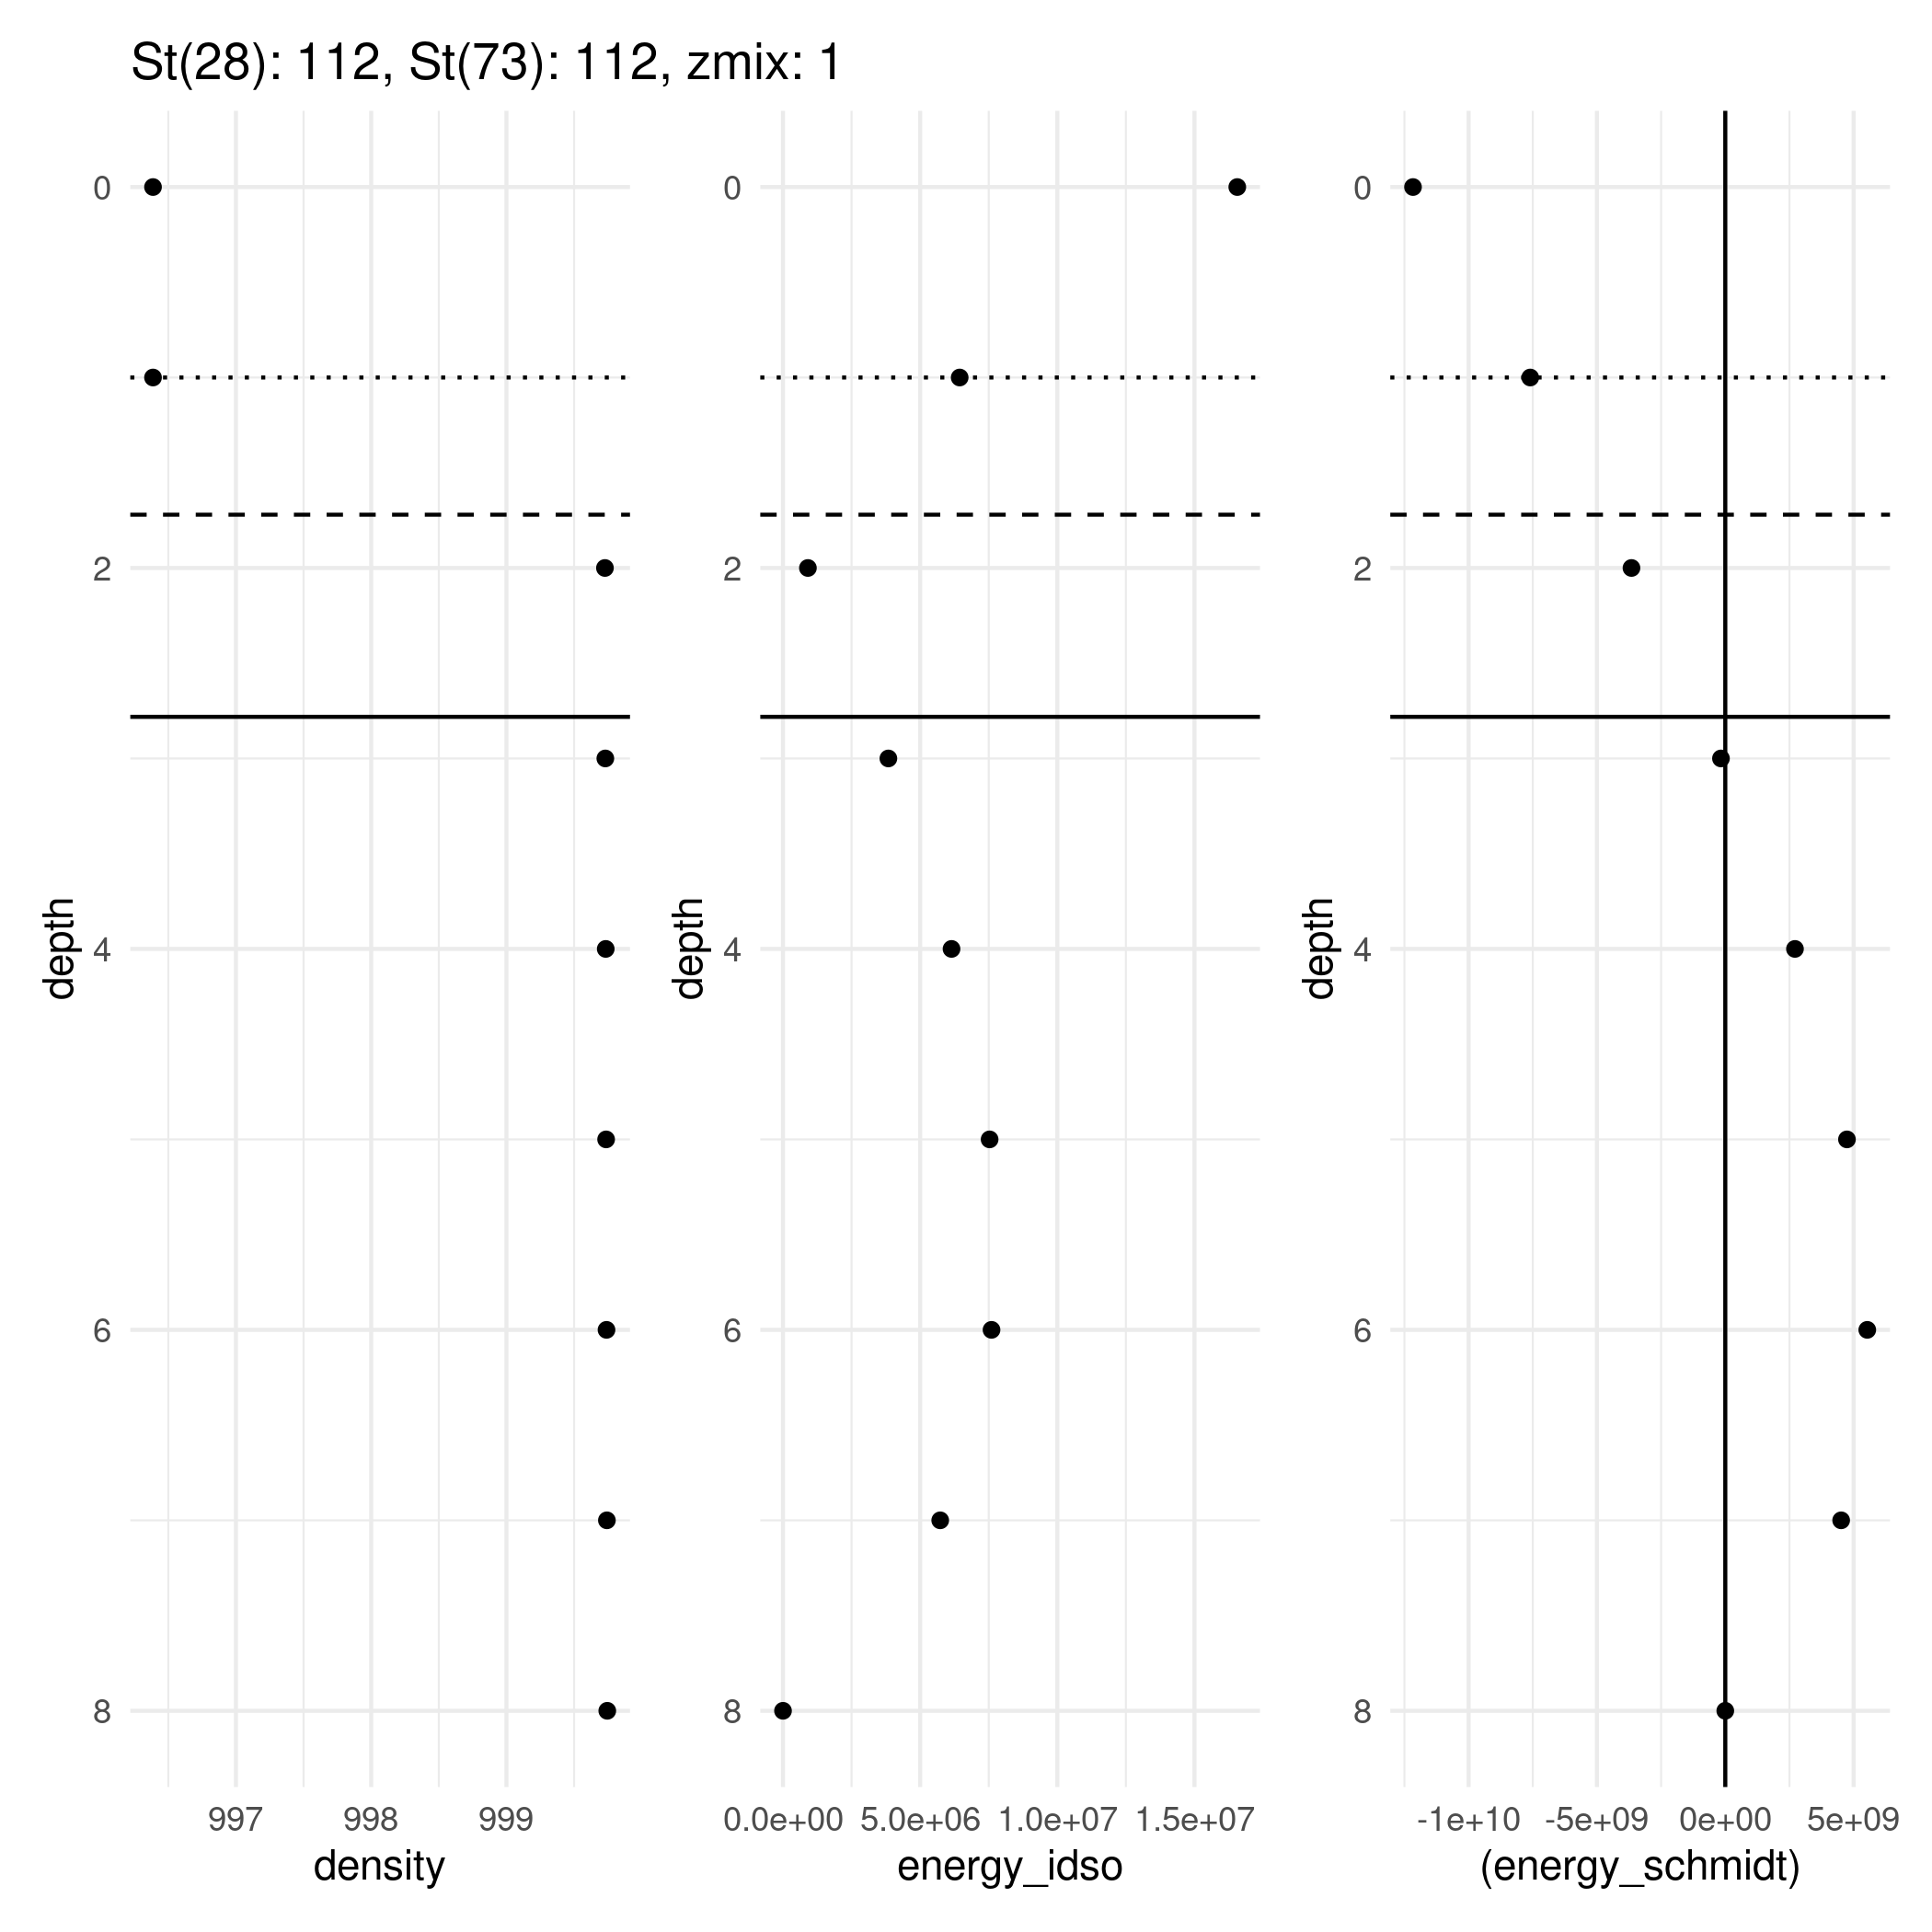 St(28): 112, St(73): 112, zmix: 1
depth
0
2
4
6
8
997 998 999
density
depth
0
2
4
6
8
0.0e+00 5.0e+06 1.0e+07 1.5e+07
energy_idso
depth
0
2
4
6
8
-1e+10 -5e+09 0e+00 5e+09
(energy_schmidt)